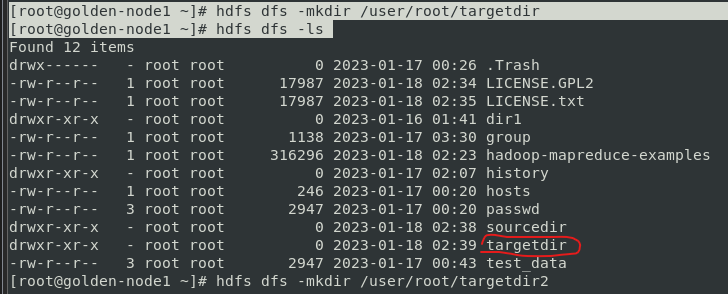 [root@golden-node1 ~]# hdfs dfs -mkdir /user/root/targetdir
[root@golden-node1 ~]# hdfs dfs -ls
Found 12 items
drwx------   - root root          0 2023-01-17 00:26 .Trash
-rw-r--r--   1 root root      17987 2023-01-18 02:34 LICENSE.GPL2
-rw-r--r--   1 root root      17987 2023-01-18 02:35 LICENSE.txt
drwxr-xr-x   - root root          0 2023-01-16 01:41 dir1
-rw-r--r--   1 root root       1138 2023-01-17 03:30 group
-rw-r--r--   1 root root     316296 2023-01-18 02:23 hadoop-mapreduce-examples
drwxr-xr-x   - root root          0 2023-01-17 02:07 history
-rw-r--r--   1 root root        246 2023-01-17 00:20 hosts
-rw-r--r--   3 root root       2947 2023-01-17 00:20 passwd
drwxr-xr-x   - root root          0 2023-01-18 02:38 sourcedir
drwxr-xr-x   - root root          0 2023-01-18 02:39 targetdir
-rw-r--r--   3 root root       2947 2023-01-17 00:43 test_data
[root@golden-node1 ~]# hdfs dfs -mkdir /user/root/targetdir2